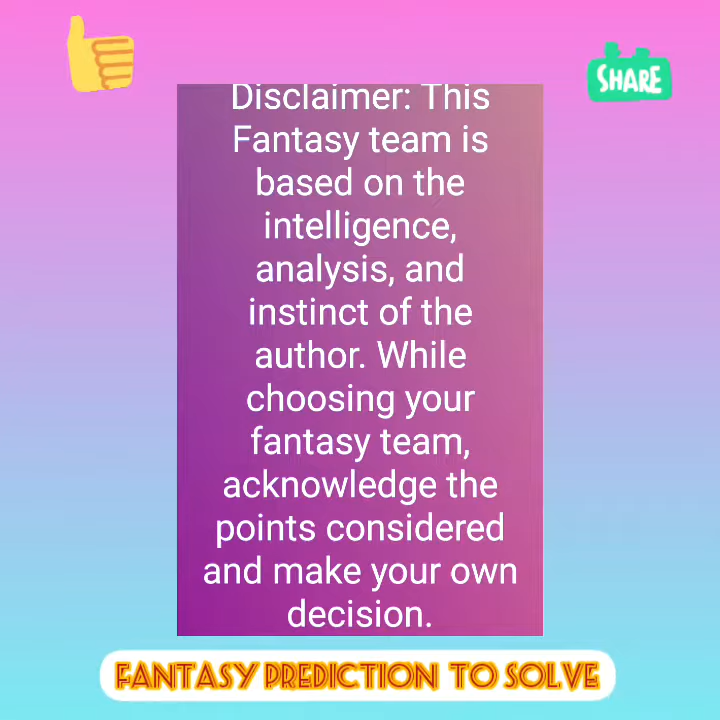 SHARE
Disclaimer: This
Fantasy team is
based on the
intelligence,
analysis, and
instinct of the
author. While
choosing your
fantasy team,
acknowledge the
points considered
and make your own
decision.
FANTASY PREDICTION TO SOLVE